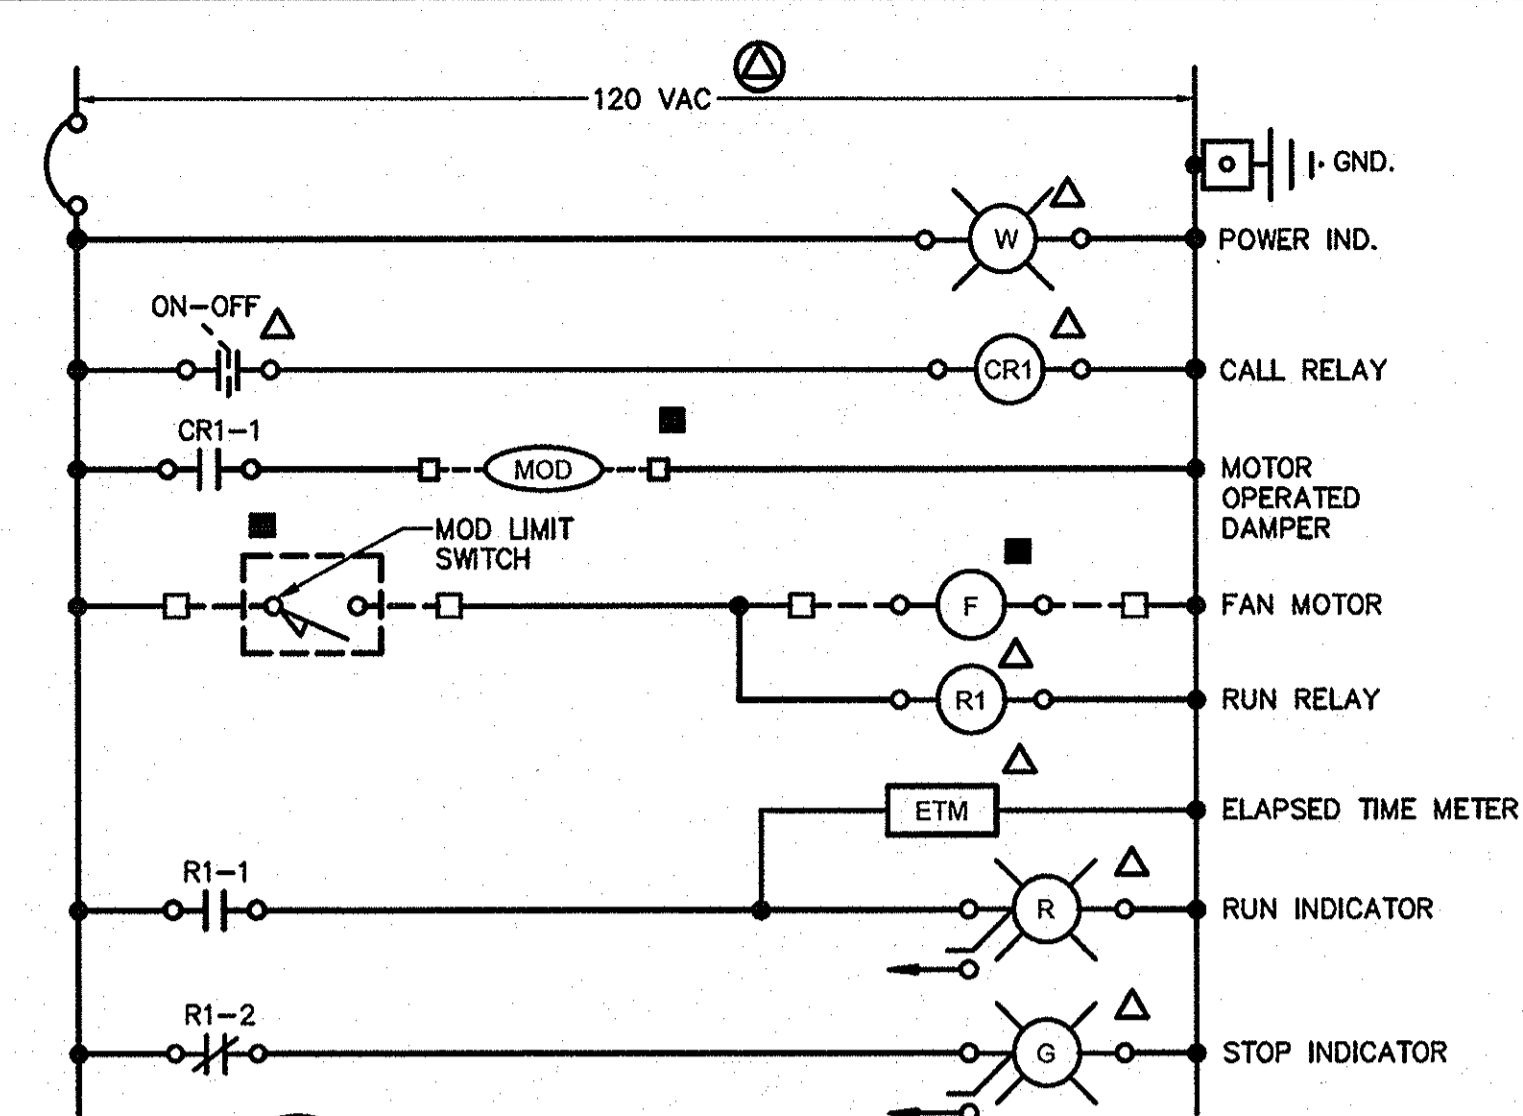 120 VAC
GND.
W
POWER IND.
ON-OFF
CR1
CALL RELAY
CR1-1
MOD
MOTOR
OPERATED
DAMPER
MOD LIMIT
SWITCH
F
FAN MOTOR
R1
RUN RELAY
ETM
ELAPSED TIME METER
R1-1
R
RUN INDICATOR
R1-2
G
STOP INDICATOR